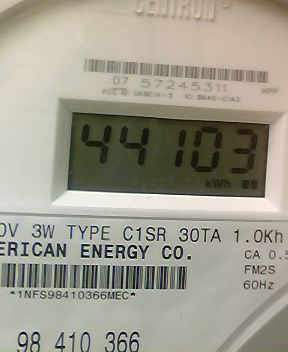 CENTRON®
07 57245311
44103
kWh
0V 3W TYPE C1SR 30TA 1.0Kh
ERICAN ENERGY CO. CA 0.5
FM2S
*1NFS98410366MEC* 60Hz
98 410 366